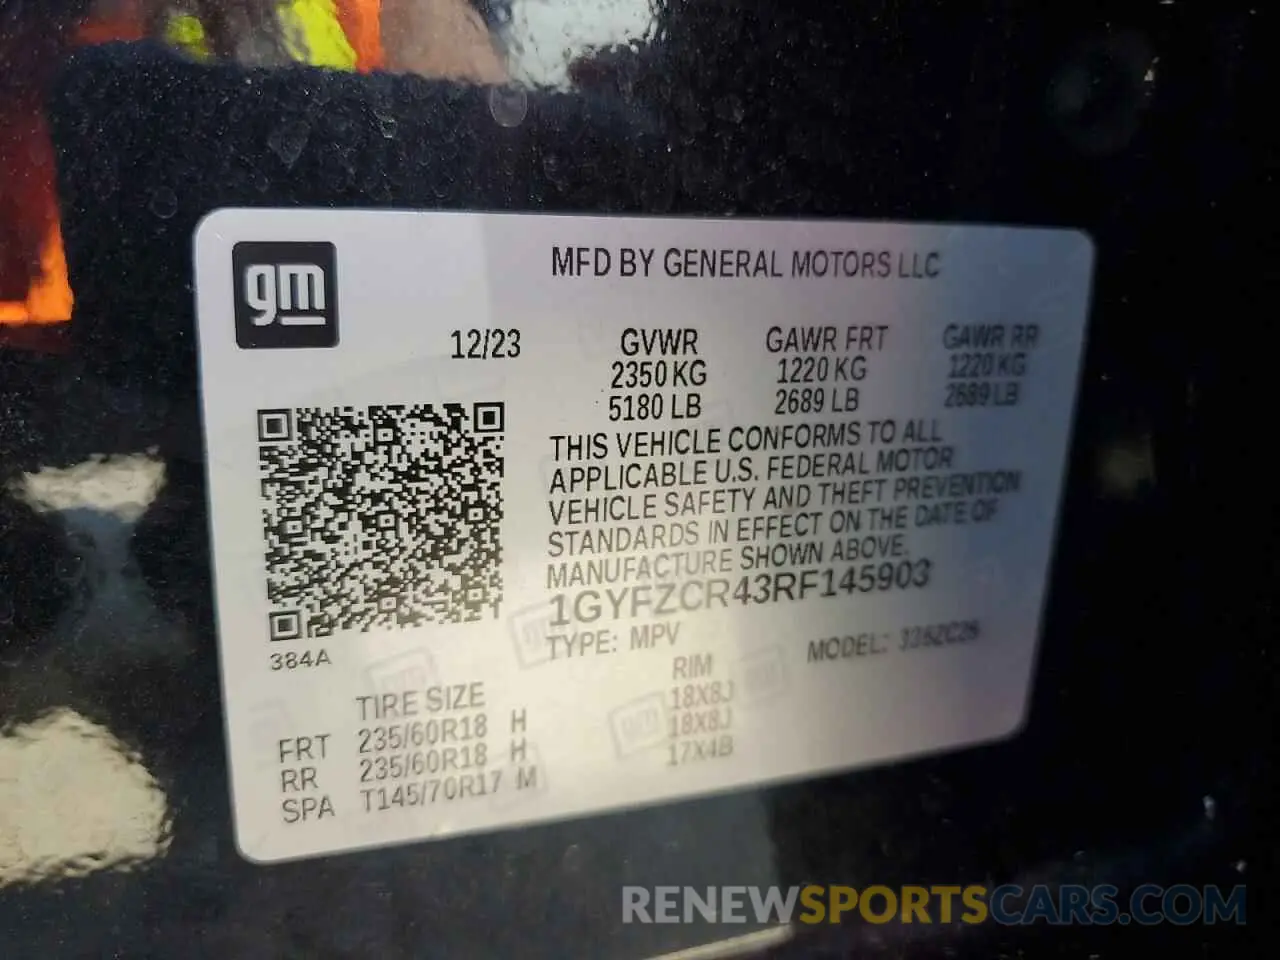 gm
MFD BY GENERAL MOTORS LLC
12/23
GVWR GAWR FRT GAWR RR
2350 KG 1220 KG 1220 KG
5180 LB 2689 LB 2689 LB
THIS VEHICLE CONFORMS TO ALL
APPLICABLE U.S. FEDERAL MOTOR
VEHICLE SAFETY AND THEFT PREVENTION
STANDARDS IN EFFECT ON THE DATE OF
MANUFACTURE SHOWN ABOVE.
1GYFZCR43RF145903
TYPE: MPV MODEL:
384A
TIRE SIZE RIM
FRT 235/60R18 H 18X8J
RR 235/60R18 H 18X8J
SPA T145/70R17 M 17X4B
RENEWSPORTSCARS.COM